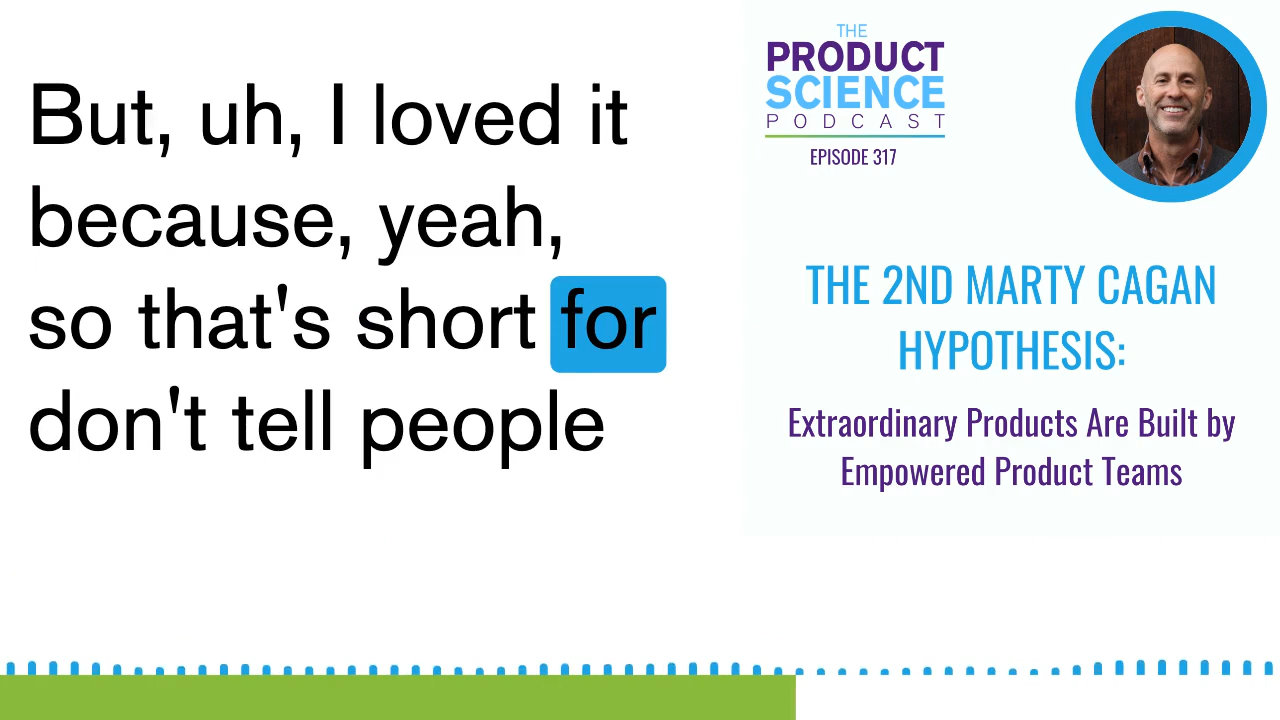 But, uh, I loved it
because, yeah,
so that's short for
don't tell people
THE
PRODUCT
SCIENCE
PODCAST
EPISODE 317
THE 2ND MARTY CAGAN
HYPOTHESIS:
Extraordinary Products Are Built by
Empowered Product Teams